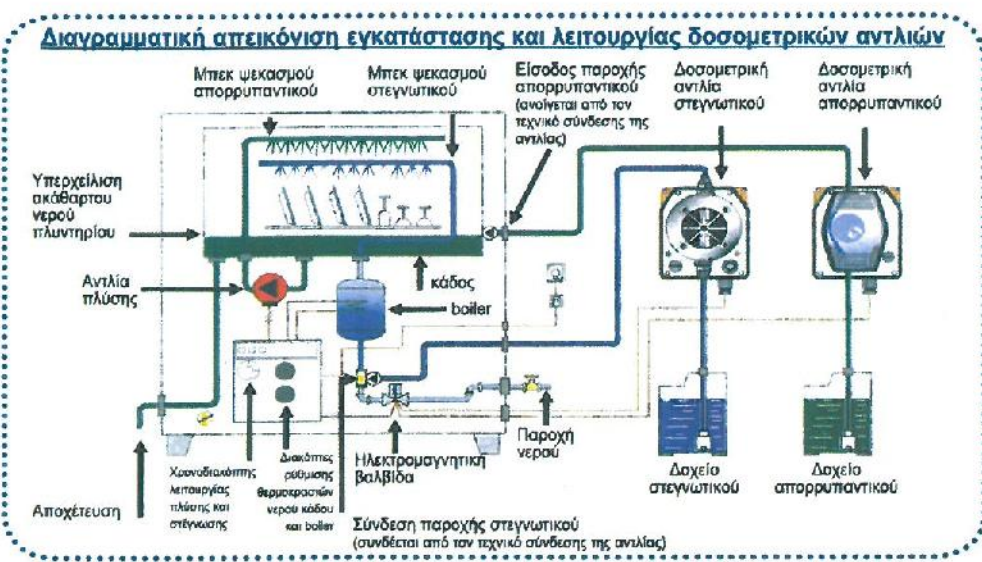 Διαγραμματική απεικόνιση εγκατάστασης και λειτουργίας δοσομετρικών αντλιών
Μπεκ ψεκασμού
απορρυπαντικού
Μπεκ ψεκασμού
στεγνωτικού
Είσοδος παροχής
απορρυπαντικού
(ανοίγεται από τον
τεχνικό σύνδεσης της
αντλίας)
Δοσομετρική
αντλία
στεγνωτικού
Δοσομετρική
αντλία
απορρυπαντικού
Υπερχείλιση
ακάθαρτου
νερού
πλυντηρίου
Αντλία
πλύσης
κάδος
boiler
Παροχή
νερού
Δοχείο
στεγνωτικού
Δοχείο
απορρυπαντικού
Αποχέτευση
Χρονοδιακόπτης
λειτουργίας
πλύσης και
στέγνωσης
Διακόπτες
ρύθμισης
θερμοκρασιών
νερού κάδου
και boiler
Ηλεκτρομαγνητική
βαλβίδα
Σύνδεση παροχής στεγνωτικού
(συνδέεται από τον τεχνικό σύνδεσης της αντλίας)